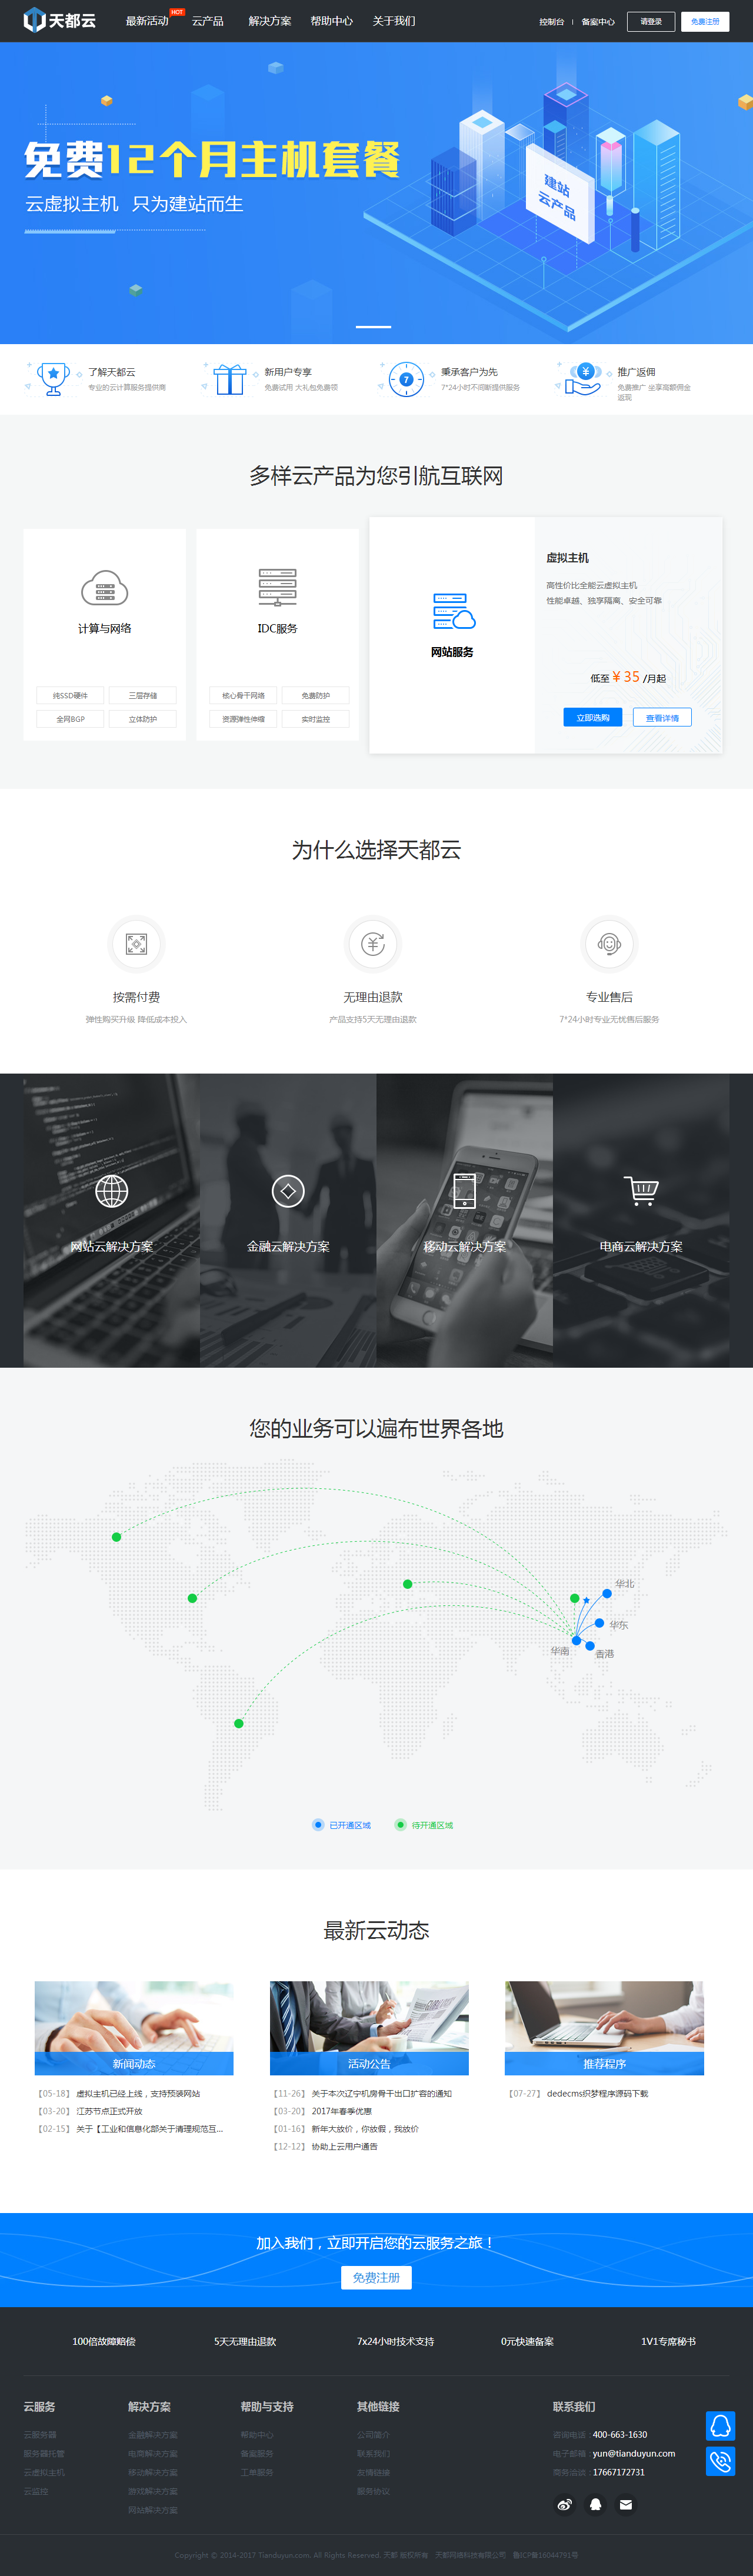 天都云
最新活动 HOT 云产品 解决方案 帮助中心 关于我们
控制台 | 备案中心 请登录 免费注册
免费12个月主机套餐
云虚拟主机 只为建站而生
建站
云产品
了解天都云
专业的云计算服务提供商
新用户专享
免费试用 大礼包免费领
7
秉承客户为先
7*24小时不间断提供服务
¥
推广返佣
免费推广 坐享高额佣金
返现
多样云产品为您引航互联网
计算与网络
纯SSD硬件 三层存储
全网BGP 立体防护
IDC服务
核心骨干网络 免费防护
资源弹性伸缩 实时监控
网站服务
虚拟主机
高性价比全能云虚拟主机
性能卓越、独享隔离、安全可靠
低至 ¥ 35 /月起
立即选购 查看详情
为什么选择天都云
按需付费
弹性购买升级 降低成本投入
无理由退款
产品支持5天无理由退款
专业售后
7*24小时专业无忧售后服务
网站云解决方案
金融云解决方案
移动云解决方案
电商云解决方案
您的业务可以遍布世界各地
华北
华东
华南
香港
已开通区域 待开通区域
最新云动态
新闻动态
【05-18】 虚拟主机已经上线，支持预装网站
【03-20】 江苏节点正式开放
【02-15】 关于【工业和信息化部关于清理规范互...
活动公告
【11-26】 关于本次辽宁机房骨干出口扩容的通知
【03-20】 2017年春季优惠
【01-16】 新年大放价，你放假，我放价
【12-12】 协助上云用户通告
推荐程序
【07-27】 dedecms织梦程序源码下载
加入我们，立即开启您的云服务之旅！
免费注册
100倍故障赔偿 5天无理由退款 7x24小时技术支持 0元快速备案 1V1专席秘书
云服务
云服务器
服务器托管
云虚拟主机
云监控
解决方案
金融解决方案
电商解决方案
移动解决方案
游戏解决方案
网站解决方案
帮助与支持
帮助中心
备案服务
工单服务
其他链接
公司简介
联系我们
友情链接
服务协议
联系我们
咨询电话：400-663-1630
电子邮箱：yun@tianduyun.com
商务洽谈：17667172731
Copyright © 2014-2017 Tianduyun.com. All Rights Reserved. 天都 版权所有 天都网络科技有限公司 鲁ICP备16044791号